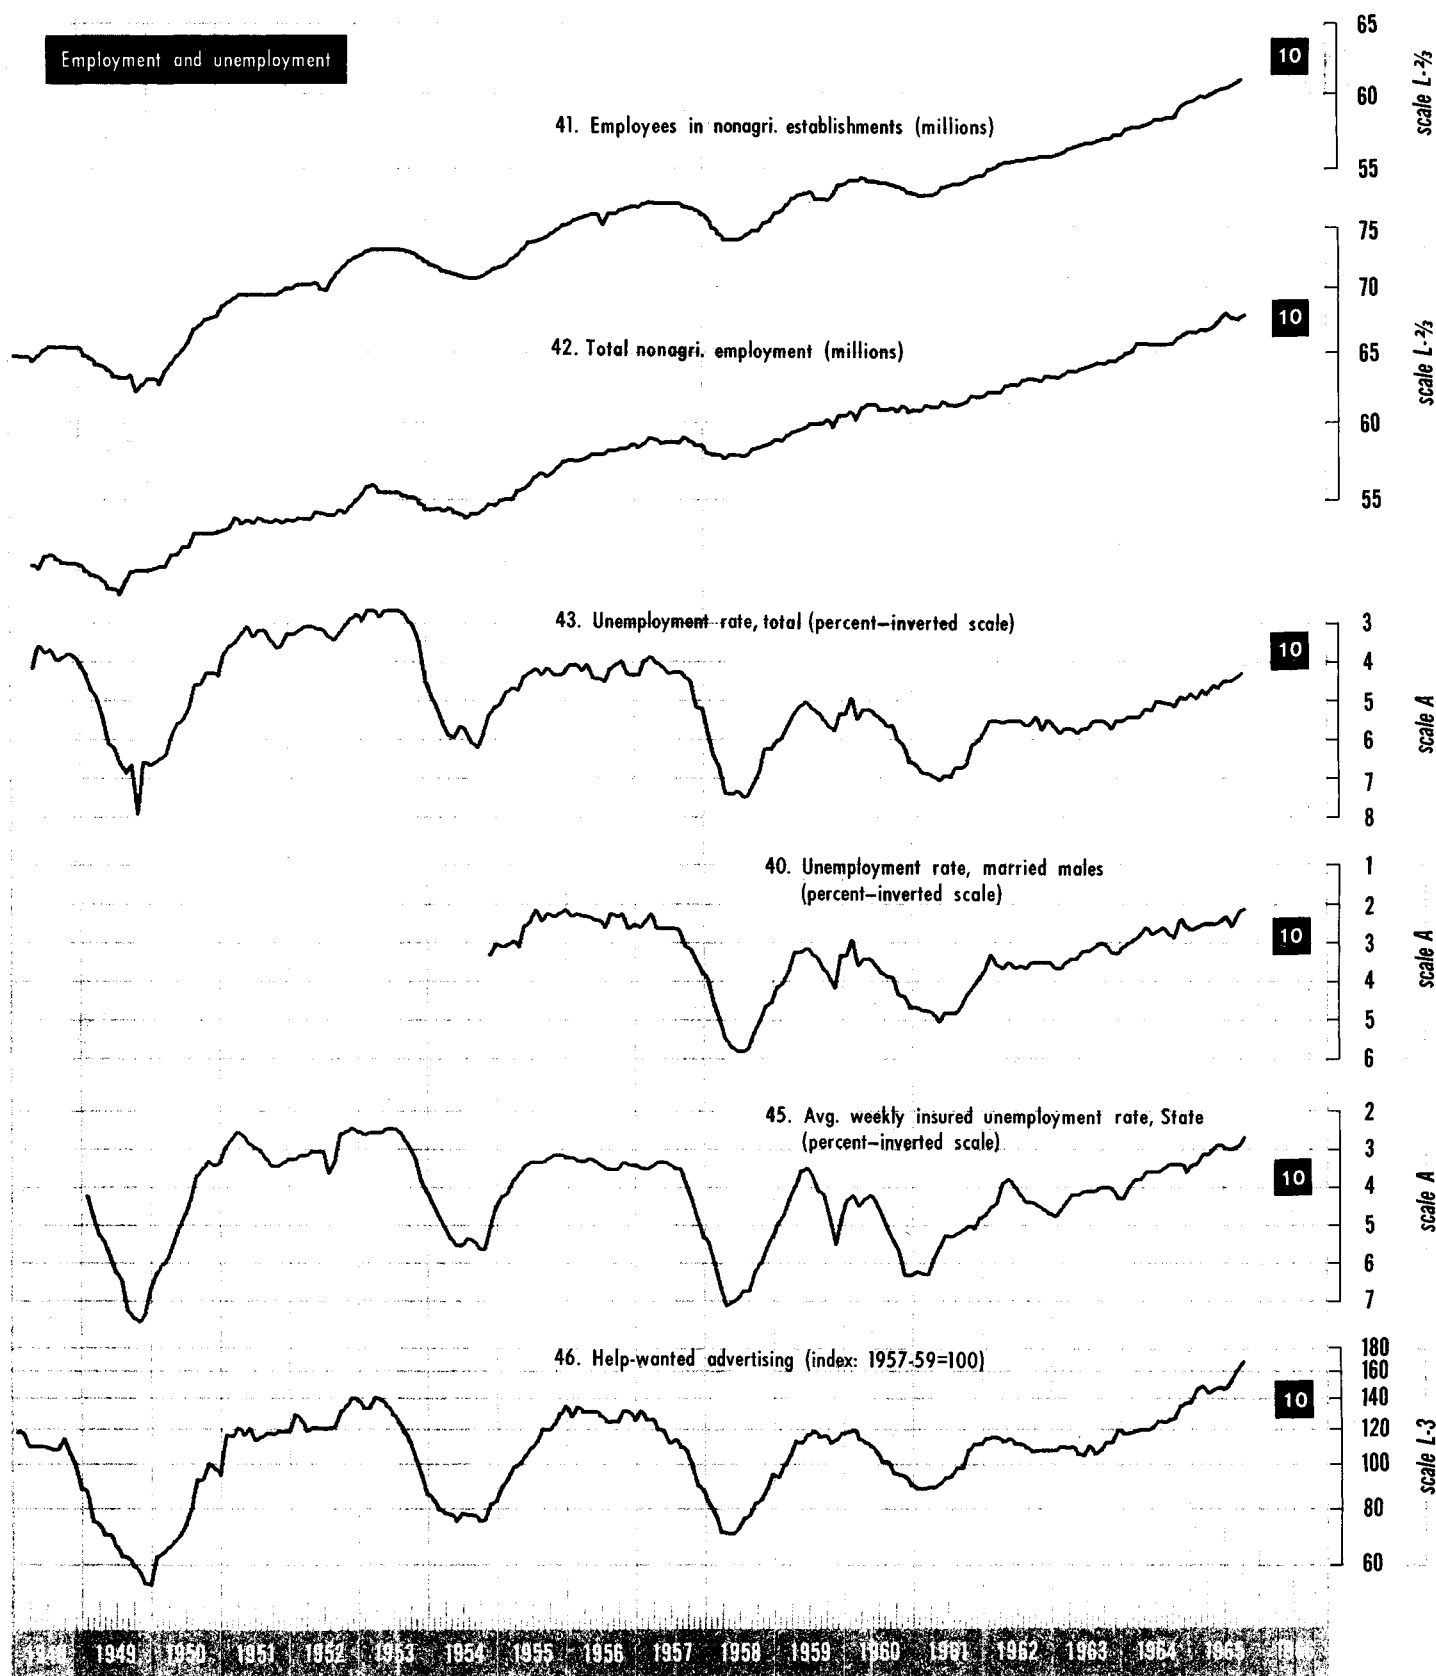 Employment and unemployment
65
10
60
scale L-⅔
41. Employees in nonagri. establishments (millions)
55
75
70
10
42. Total nonagri. employment (millions)
65
scale L-⅔
60
55
43. Unemployment rate, total (percent–inverted scale)
3
10
4
5
scale A
6
7
8
40. Unemployment rate, married males
(percent–inverted scale)
1
2
10
3
scale A
4
5
6
45. Avg. weekly insured unemployment rate, State
(percent–inverted scale)
2
3
10
4
scale A
5
6
7
46. Help-wanted advertising (index: 1957-59=100)
180
160
10
140
120
scale L-3
100
80
60
1948 1949 1950 1951 1952 1953 1954 1955 1956 1957 1958 1959 1960 1961 1962 1963 1964 1965